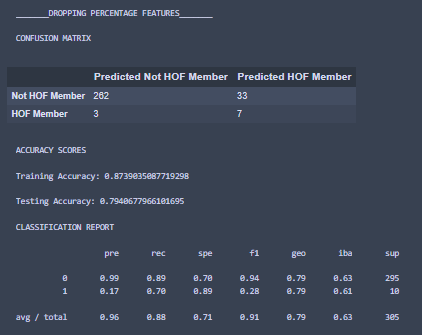 ______DROPPING PERCENTAGE FEATURES______
CONFUSION MATRIX
Predicted Not HOF Member Predicted HOF Member
Not HOF Member 262 33
HOF Member 3 7
ACCURACY SCORES
Training Accuracy: 0.8739035087719298
Testing Accuracy: 0.7940677966101695
CLASSIFICATION REPORT
pre rec spe f1 geo iba sup
0 0.99 0.89 0.70 0.94 0.79 0.63 295
1 0.17 0.70 0.89 0.28 0.79 0.61 10
avg / total 0.96 0.88 0.71 0.91 0.79 0.63 305